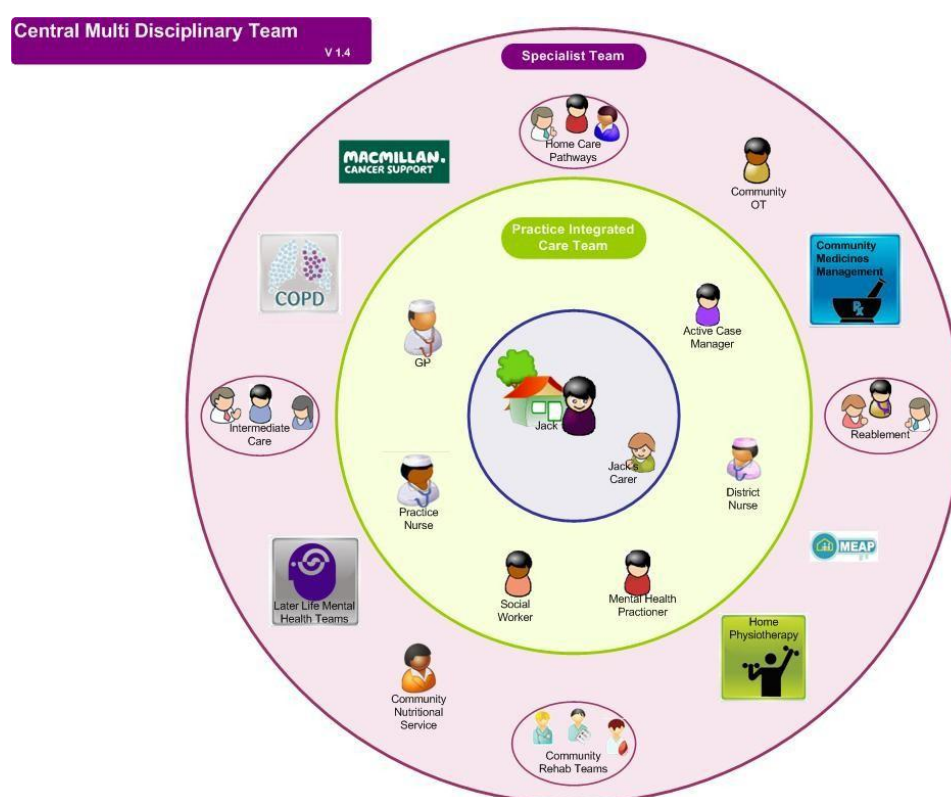 Central Multi Disciplinary Team
V 1.4
Specialist Team
Home Care
Pathways
MACMILLAN.
CANCER SUPPORT
Community
OT
Practice Integrated
Care Team
Community
Medicines
Management
COPD
GP
Active Case
Manager
Jack
Intermediate
Care
Reablement
Jack's
Carer
Practice
Nurse
District
Nurse
MEAP
Later Life Mental
Health Teams
Social
Worker
Mental Health
Practioner
Home
Physiotherapy
Community
Nutritional
Service
Community
Rehab Teams